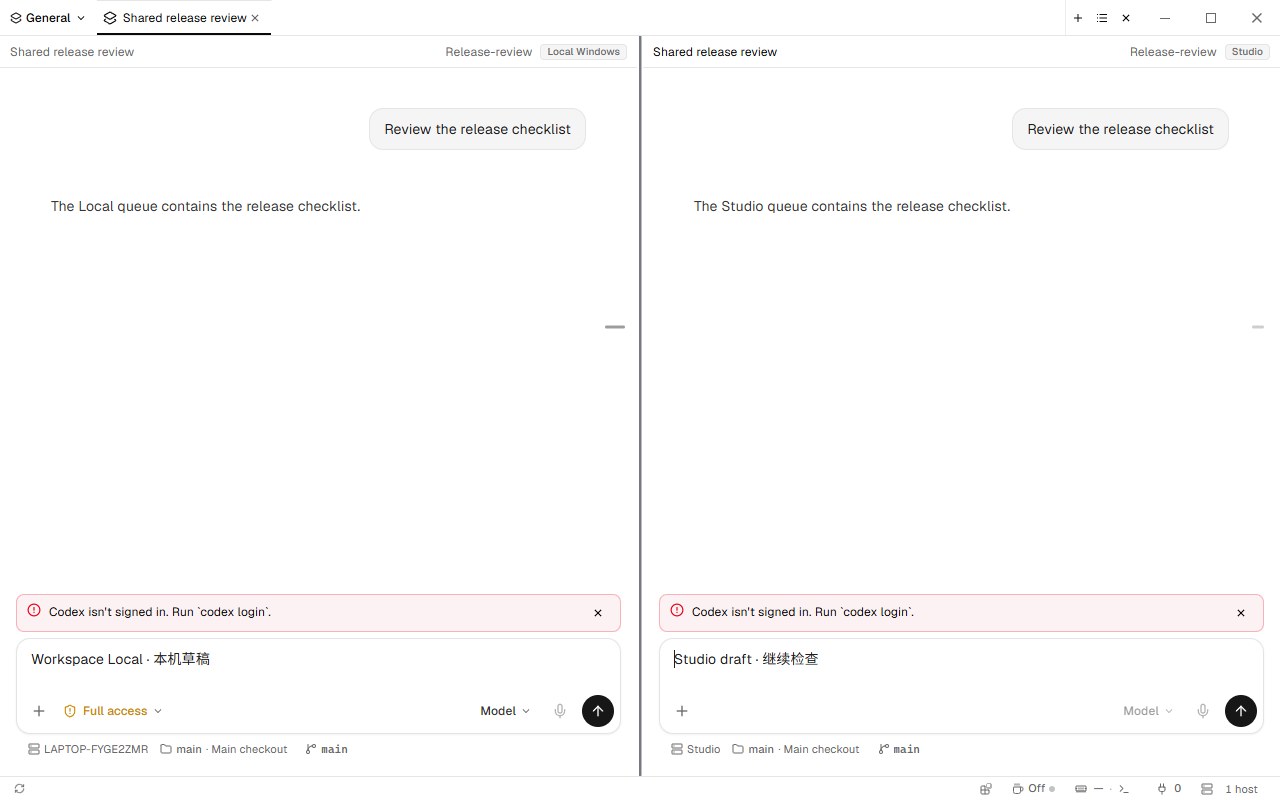 General
Shared release review
Shared release review
Release-review
Local Windows
Review the release checklist
The Local queue contains the release checklist.
Codex isn't signed in. Run `codex login`.
Workspace Local · 本机草稿
Full access
Model
LAPTOP-FYGE2ZMR
main · Main checkout
main
Shared release review
Release-review
Studio
Review the release checklist
The Studio queue contains the release checklist.
Codex isn't signed in. Run `codex login`.
Studio draft · 继续检查
Model
Studio
main · Main checkout
main
Off
— ·
0
1 host